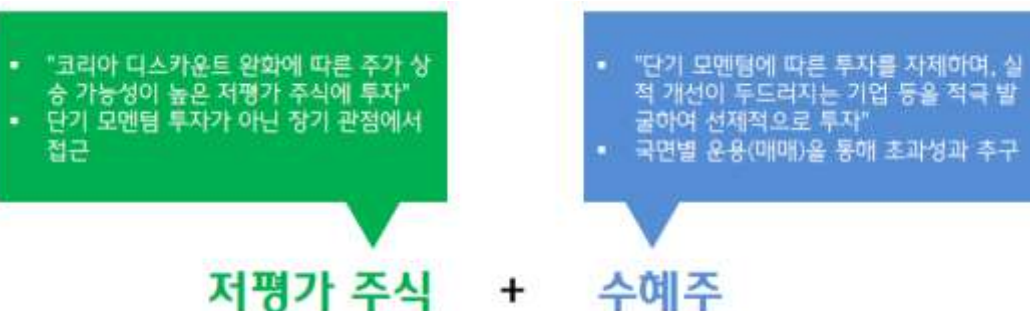 ▪ "코리아 디스카운트 완화에 따른 주가 상
승 가능성이 높은 저평가 주식에 투자"
▪ 단기 모멘텀 투자가 아닌 장기 관점에서
접근
▪ "단기 모멘텀에 따른 투자를 자제하며, 실
적 개선이 두드러지는 기업 등을 적극 발
굴하여 선제적으로 투자"
▪ 국면별 운용(매매)을 통해 초과성과 추구
저평가 주식 + 수혜주